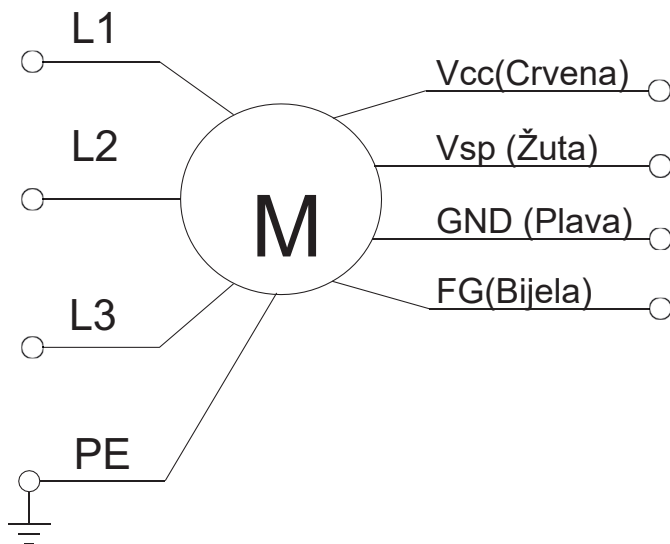 L1
Vcc(Crvena)
L2
Vsp (Žuta)
M
GND (Plava)
L3
FG(Bijela)
PE